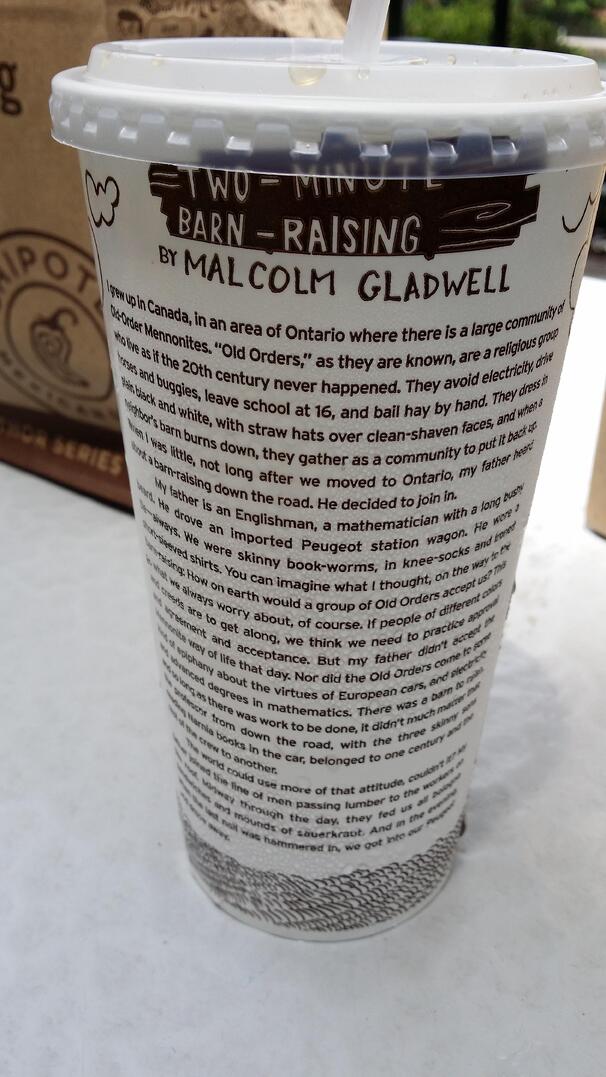 g
HIPOT
THOR SERIES
TWO-MINUTE
BARN-RAISING
BY MALCOLM GLADWELL
I grew up in Canada, in an area of Ontario where there is a large community of
Old-Order Mennonites. “Old Orders,” as they are known, are a religious group
who live as if the 20th century never happened. They avoid electricity, drive
horses and buggies, leave school at 16, and bail hay by hand. They dress in
plain black and white, with straw hats over clean-shaven faces, and when a
neighbor's barn burns down, they gather as a community to put it back up.
When I was little, not long after we moved to Ontario, my father heard
about a barn-raising down the road. He decided to join in.
My father is an Englishman, a mathematician with a long bushy
beard. He drove an imported Peugeot station wagon. He wore a
tie—always. We were skinny book-worms, in knee-socks and ironed
short-sleeved shirts. You can imagine what I thought, on the way to the
barn-raising: How on earth would a group of Old Orders accept us? This
is what we always worry about, of course. If people of different colors
and creeds are to get along, we think we need to practice approval
and agreement and acceptance. But my father didn't accept the
Mennonite way of life that day. Nor did the Old Orders come to some
kind of epiphany about the virtues of European cars, and electricity
and advanced degrees in mathematics. There was a barn to raise,
and so long as there was work to be done, it didn't much matter that
professor from down the road, with the three skinny sons
reading Narnia books in the car, belonged to one century and the
rest of the crew to another.
The world could use more of that attitude, couldn't it? My
father joined the line of men passing lumber to the workers on
midway through the day, they fed us all
and mounds of sauerkraut. And in the evening
last nail was hammered in, we got into our Peugeot
away.